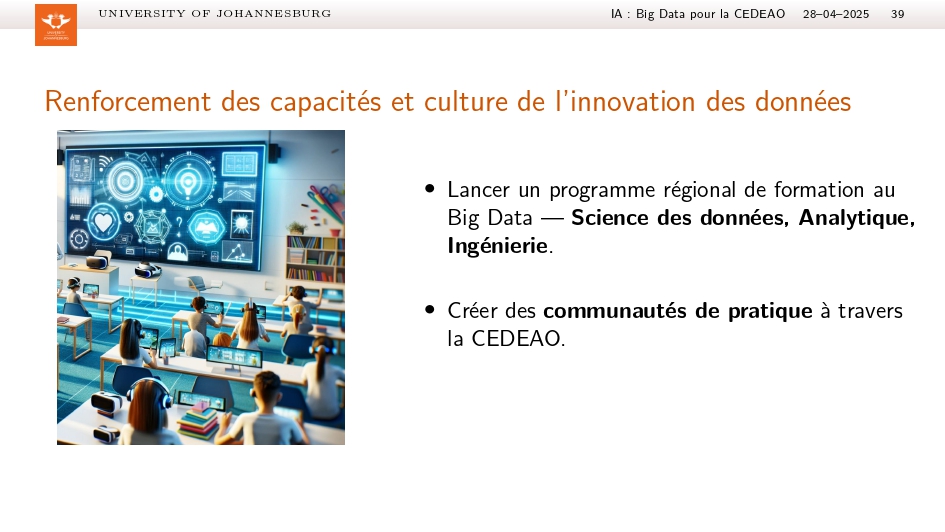 UNIVERSITY OF JOHANNESBURG
IA : Big Data pour la CEDEAO 28–04–2025 39
UNIVERSITY
JOHANNESBURG
Renforcement des capacités et culture de l'innovation des données
• Lancer un programme régional de formation au
Big Data — Science des données, Analytique,
Ingénierie.
• Créer des communautés de pratique à travers
la CEDEAO.